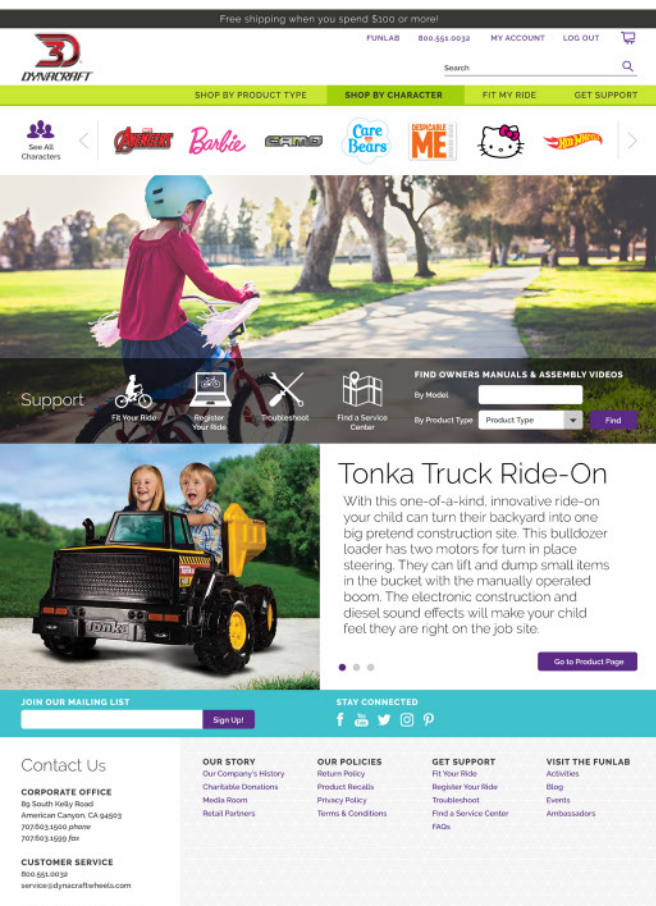 Free shipping when you spend $100 or more!
FUNLAB 800.551.0032 MY ACCOUNT LOG OUT
3D
DYNACRAFT
Search
SHOP BY PRODUCT TYPE SHOP BY CHARACTER FIT MY RIDE GET SUPPORT
See All
Characters
MARVEL
AVENGERS
Barbie
CAMO
Care
Bears
DESPICABLE
ME
HOT WHEELS
Support
Fit Your Ride
Register
Your Ride
Troubleshoot
Find a Service
Center
FIND OWNERS MANUALS & ASSEMBLY VIDEOS
By Model
By Product Type Product Type Find
Tonka
Tonka Truck Ride-On
With this one-of-a-kind, innovative ride-on
your child can turn their backyard into one
big pretend construction site. This bulldozer
loader has two motors for turn in place
steering. They can lift and dump small items
in the bucket with the manually operated
boom. The electronic construction and
diesel sound effects will make your child
feel they are right on the job site.
Go to Product Page
JOIN OUR MAILING LIST
Sign Up!
STAY CONNECTED
You
Tube
Contact Us
CORPORATE OFFICE
89 South Kelly Road
American Canyon, CA 94503
707.603.1500 phone
707.603.1599 fax
CUSTOMER SERVICE
800.551.0032
service@dynacraftwheels.com
OUR STORY
Our Company's History
Charitable Donations
Media Room
Retail Partners
OUR POLICIES
Return Policy
Product Recalls
Privacy Policy
Terms & Conditions
GET SUPPORT
Fit Your Ride
Register Your Ride
Troubleshoot
Find a Service Center
FAQs
VISIT THE FUNLAB
Activities
Blog
Events
Ambassadors